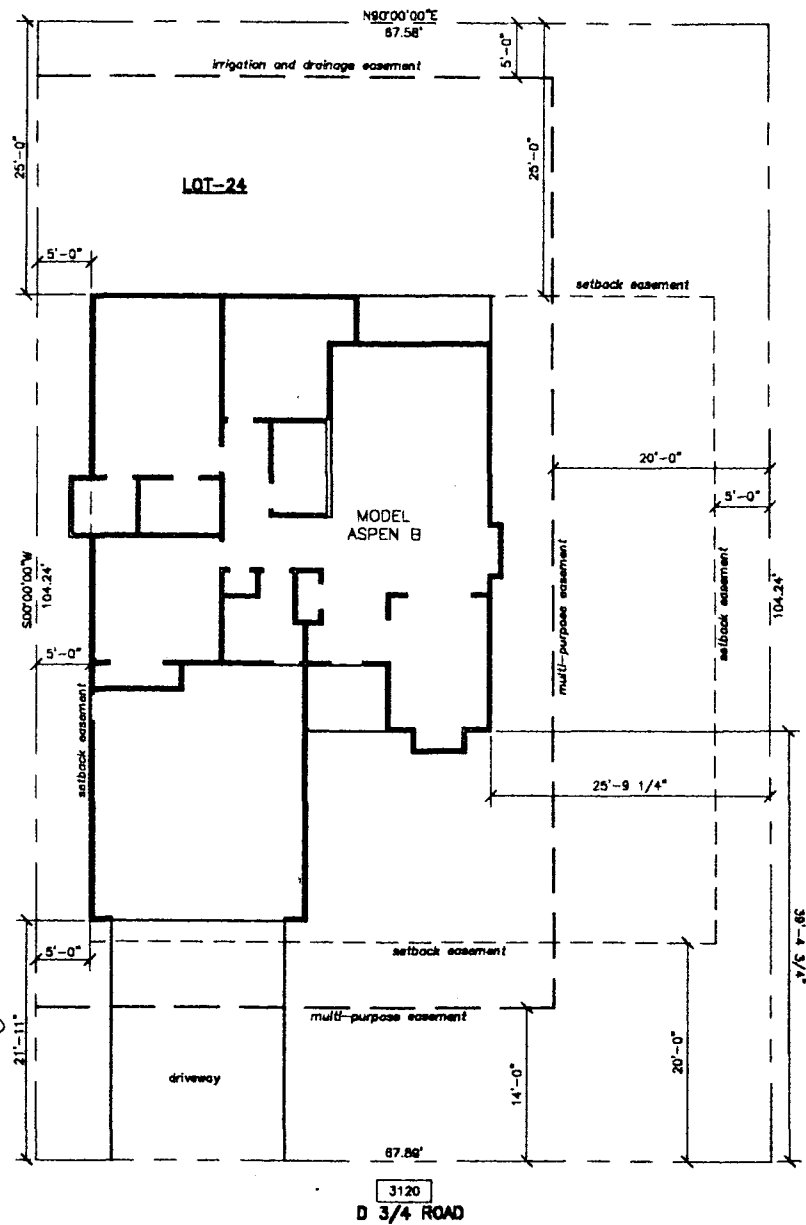 N90'00'00"E
67.58'
5'-0"
irrigation and drainage easement
25'-0"
25'-0"
LOT-24
5'-0"
setback easement
20'-0"
5'-0"
MODEL
ASPEN B
S00'00'00"W
104.24'
multi-purpose easement
setback easement
104.24'
5'-0"
setback easement
25'-9 1/4"
39'-4 3/4"
setback easement
5'-0"
multi-purpose easement
21'-11"
driveway
14'-0"
20'-0"
67.89'
3120
D 3/4 ROAD